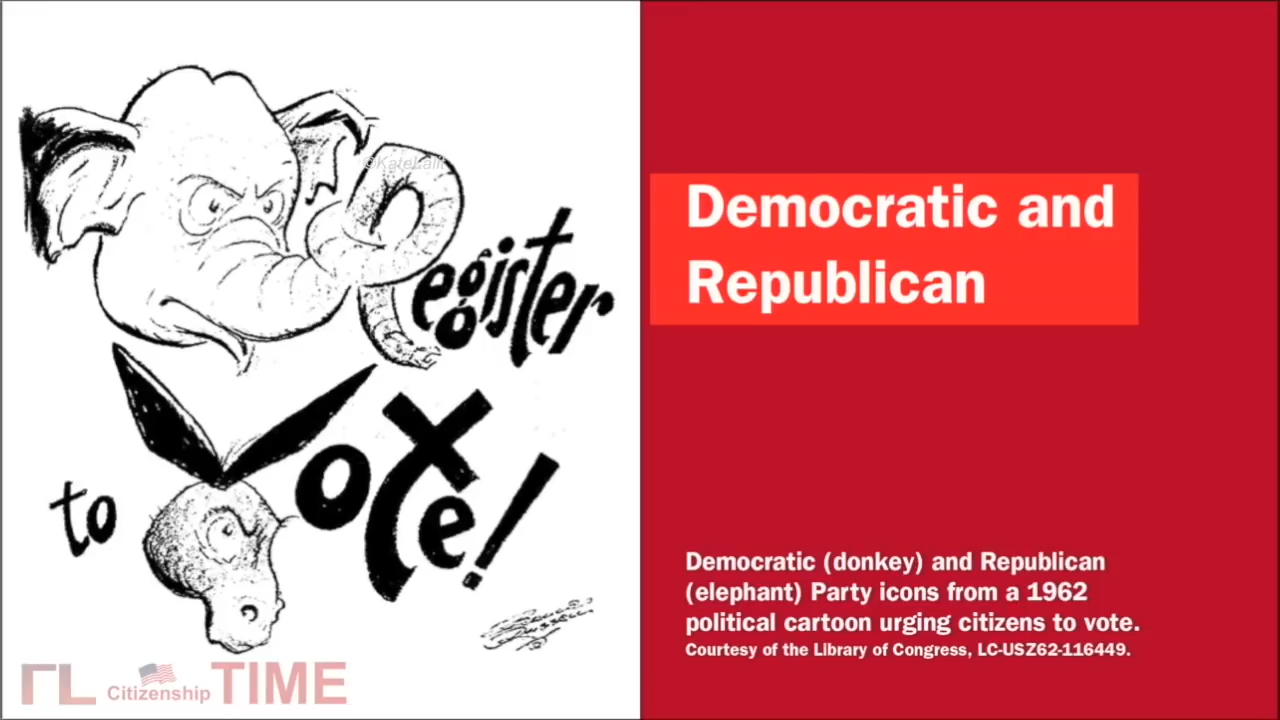 ©KateLalif
Register
to Vote!
Democratic and
Republican
Democratic (donkey) and Republican
(elephant) Party icons from a 1962
political cartoon urging citizens to vote.
Courtesy of the Library of Congress, LC-USZ62-116449.
Citizenship TIME